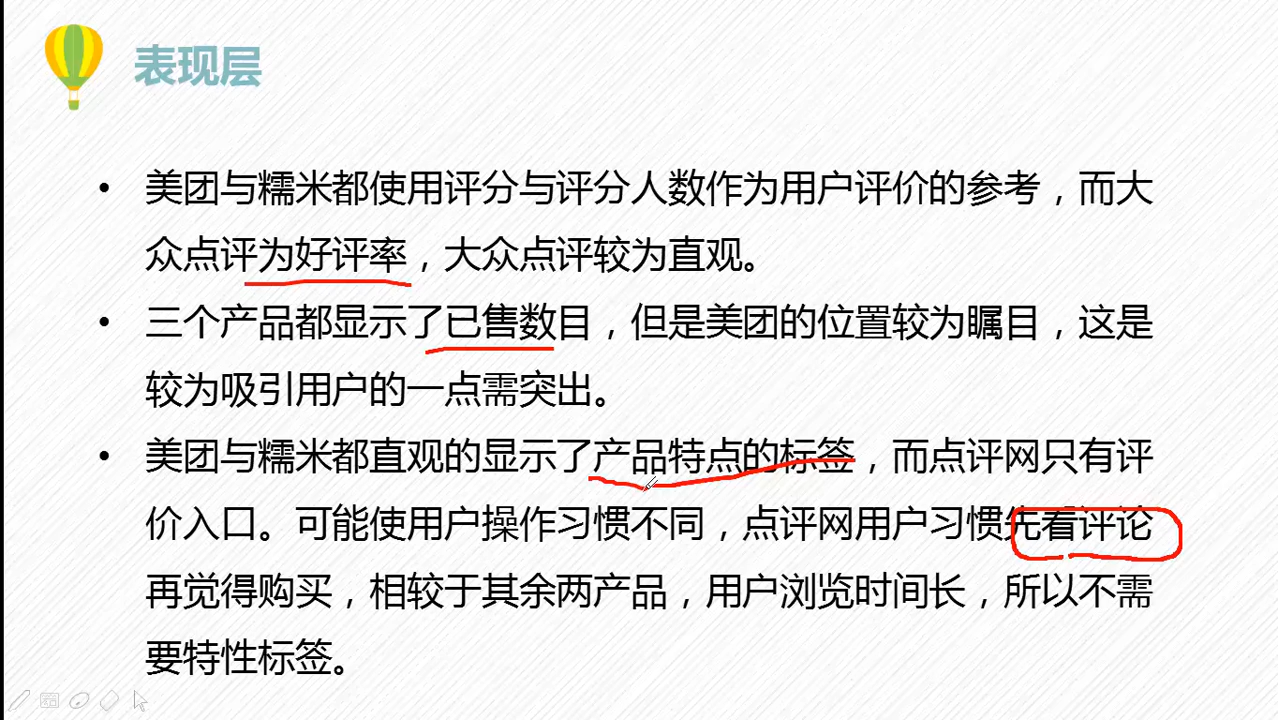 表现层
• 美团与糯米都使用评分与评分人数作为用户评价的参考，而大
众点评为好评率，大众点评较为直观。
• 三个产品都显示了已售数目，但是美团的位置较为瞩目，这是
较为吸引用户的一点需突出。
• 美团与糯米都直观的显示了产品特点的标签，而点评网只有评
价入口。可能使用户操作习惯不同，点评网用户习惯先看评论
再觉得购买，相较于其余两产品，用户浏览时间长，所以不需
要特性标签。